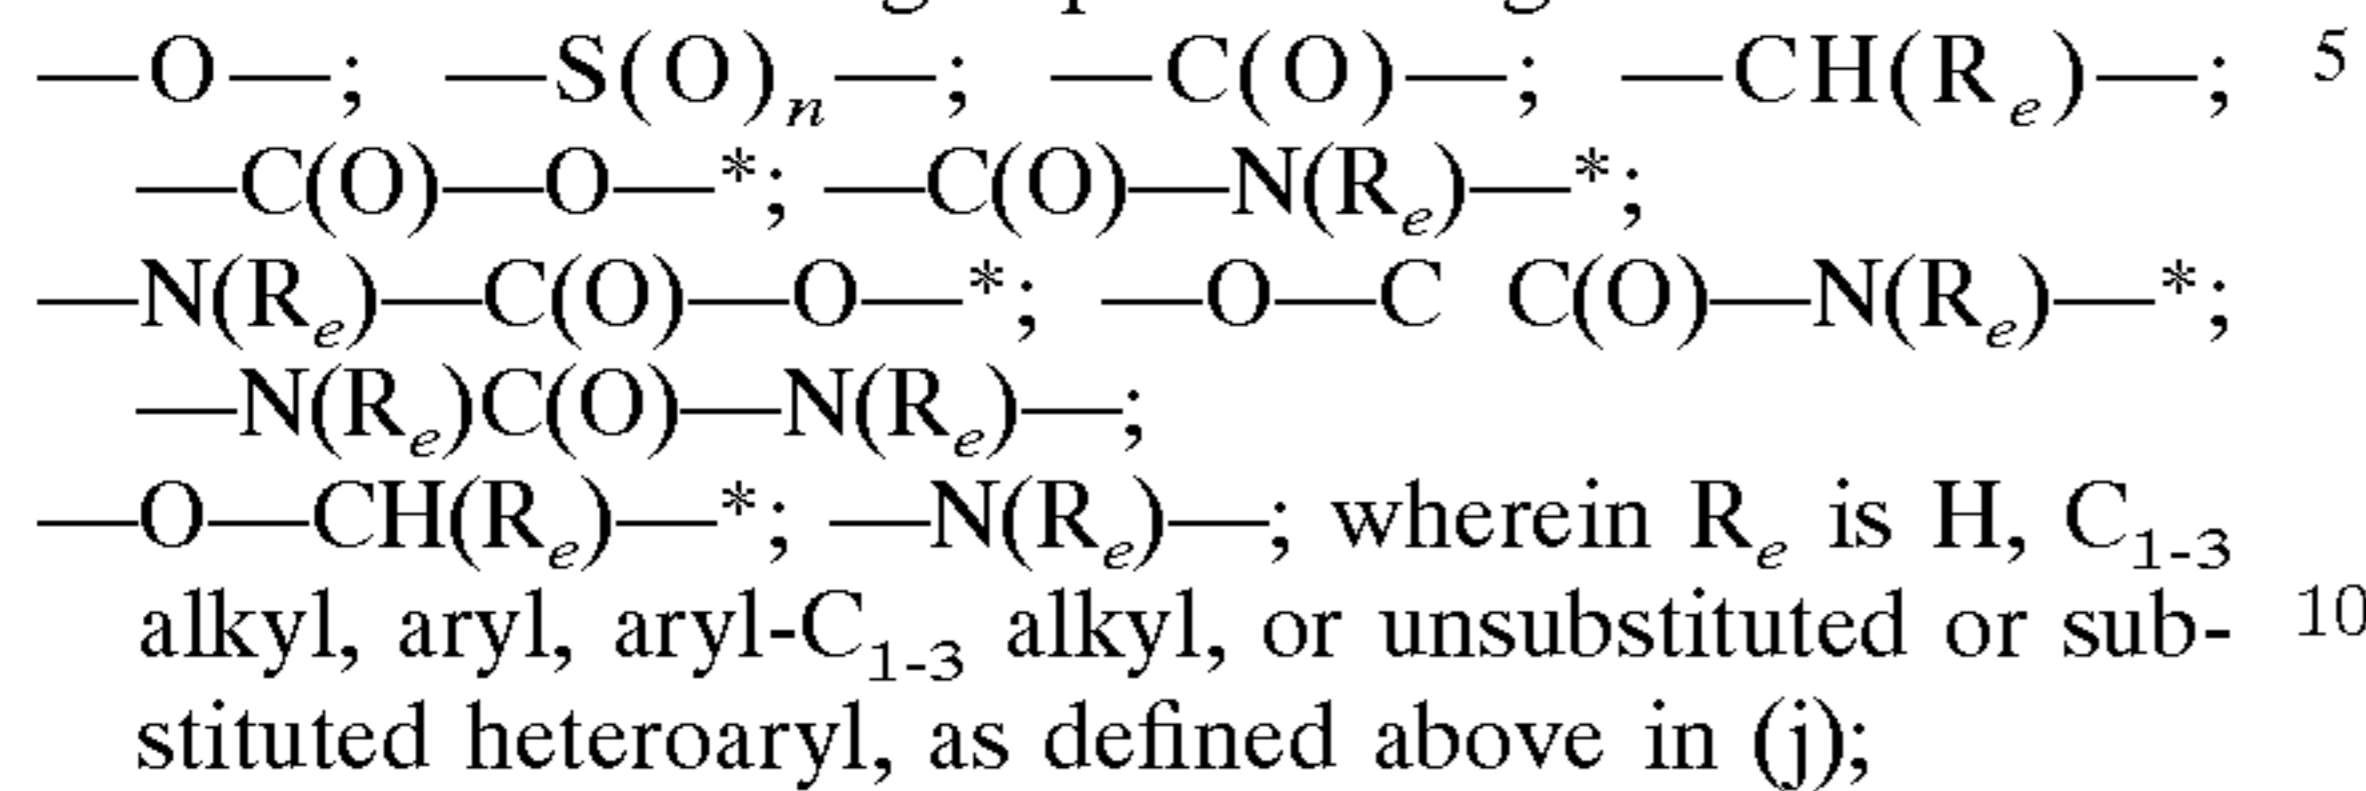 —O—; —S(O)n—; —C(O)—; —CH(Re)—; 5
—C(O)—O—*; —C(O)—N(Re)—*;
—N(Re)—C(O)—O—*; —O—C C(O)—N(Re)—*;
—N(Re)C(O)—N(Re)—;
—O—CH(Re)—*; —N(Re)—; wherein Re is H, C1-3
alkyl, aryl, aryl-C1-3 alkyl, or unsubstituted or sub- 10
stituted heteroaryl, as defined above in (j);